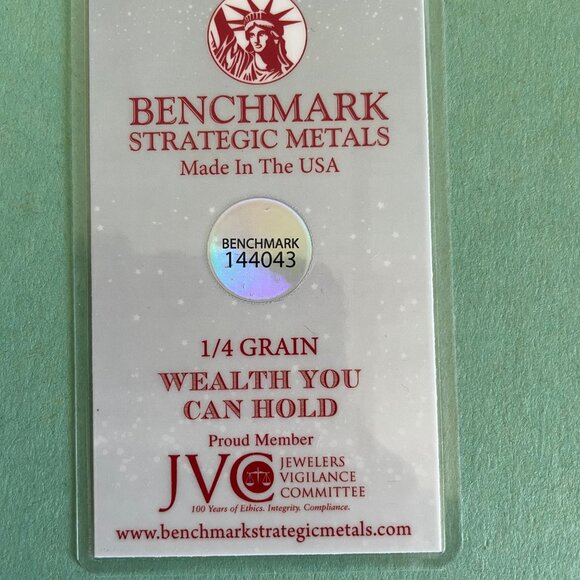 BENCHMARK
STRATEGIC METALS
Made In The USA
BENCHMARK
144043
1/4 GRAIN
WEALTH YOU
CAN HOLD
Proud Member
JVC JEWELERS
VIGILANCE
COMMITTEE
100 Years of Ethics. Integrity. Compliance.
www.benchmarkstrategicmetals.com